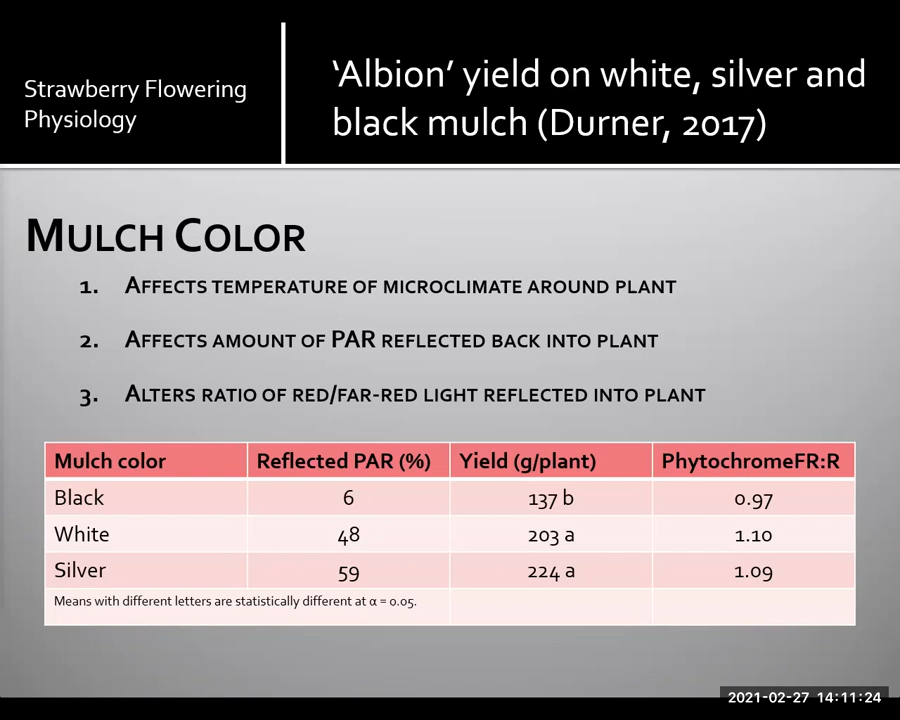 Strawberry Flowering
Physiology
‘Albion’ yield on white, silver and
black mulch (Durner, 2017)
Mulch Color
1. Affects temperature of microclimate around plant
2. Affects amount of PAR reflected back into plant
3. Alters ratio of red/far-red light reflected into plant
Mulch color Reflected PAR (%) Yield (g/plant) PhytochromeFR:R
Black 6 137 b 0.97
White 48 203 a 1.10
Silver 59 224 a 1.09
Means with different letters are statistically different at α = 0.05.
2021-02-27 14:11:24